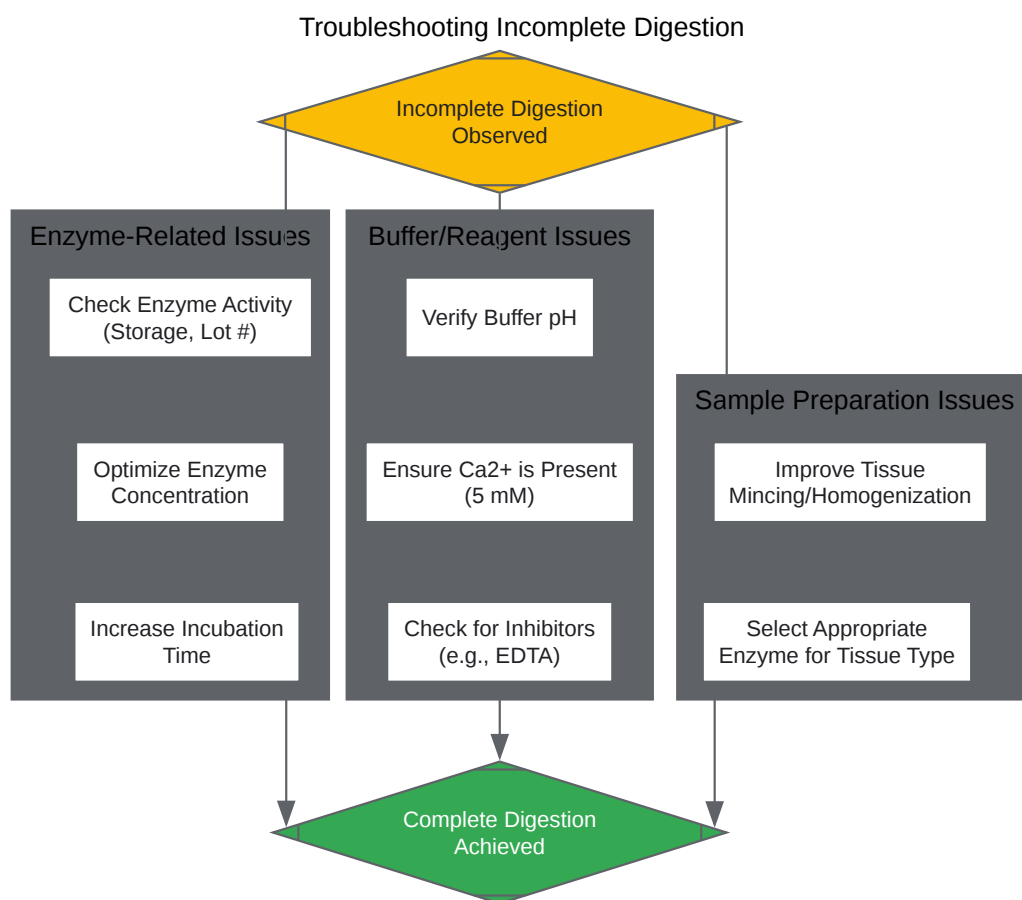 Troubleshooting Incomplete Digestion
Incomplete Digestion
Observed
Enzyme-Related Issues
Check Enzyme Activity
(Storage, Lot #)
Optimize Enzyme
Concentration
Increase Incubation
Time
Buffer/Reagent Issues
Verify Buffer pH
Ensure Ca2+ is Present
(5 mM)
Check for Inhibitors
(e.g., EDTA)
Sample Preparation Issues
Improve Tissue
Mincing/Homogenization
Select Appropriate
Enzyme for Tissue Type
Complete Digestion
Achieved